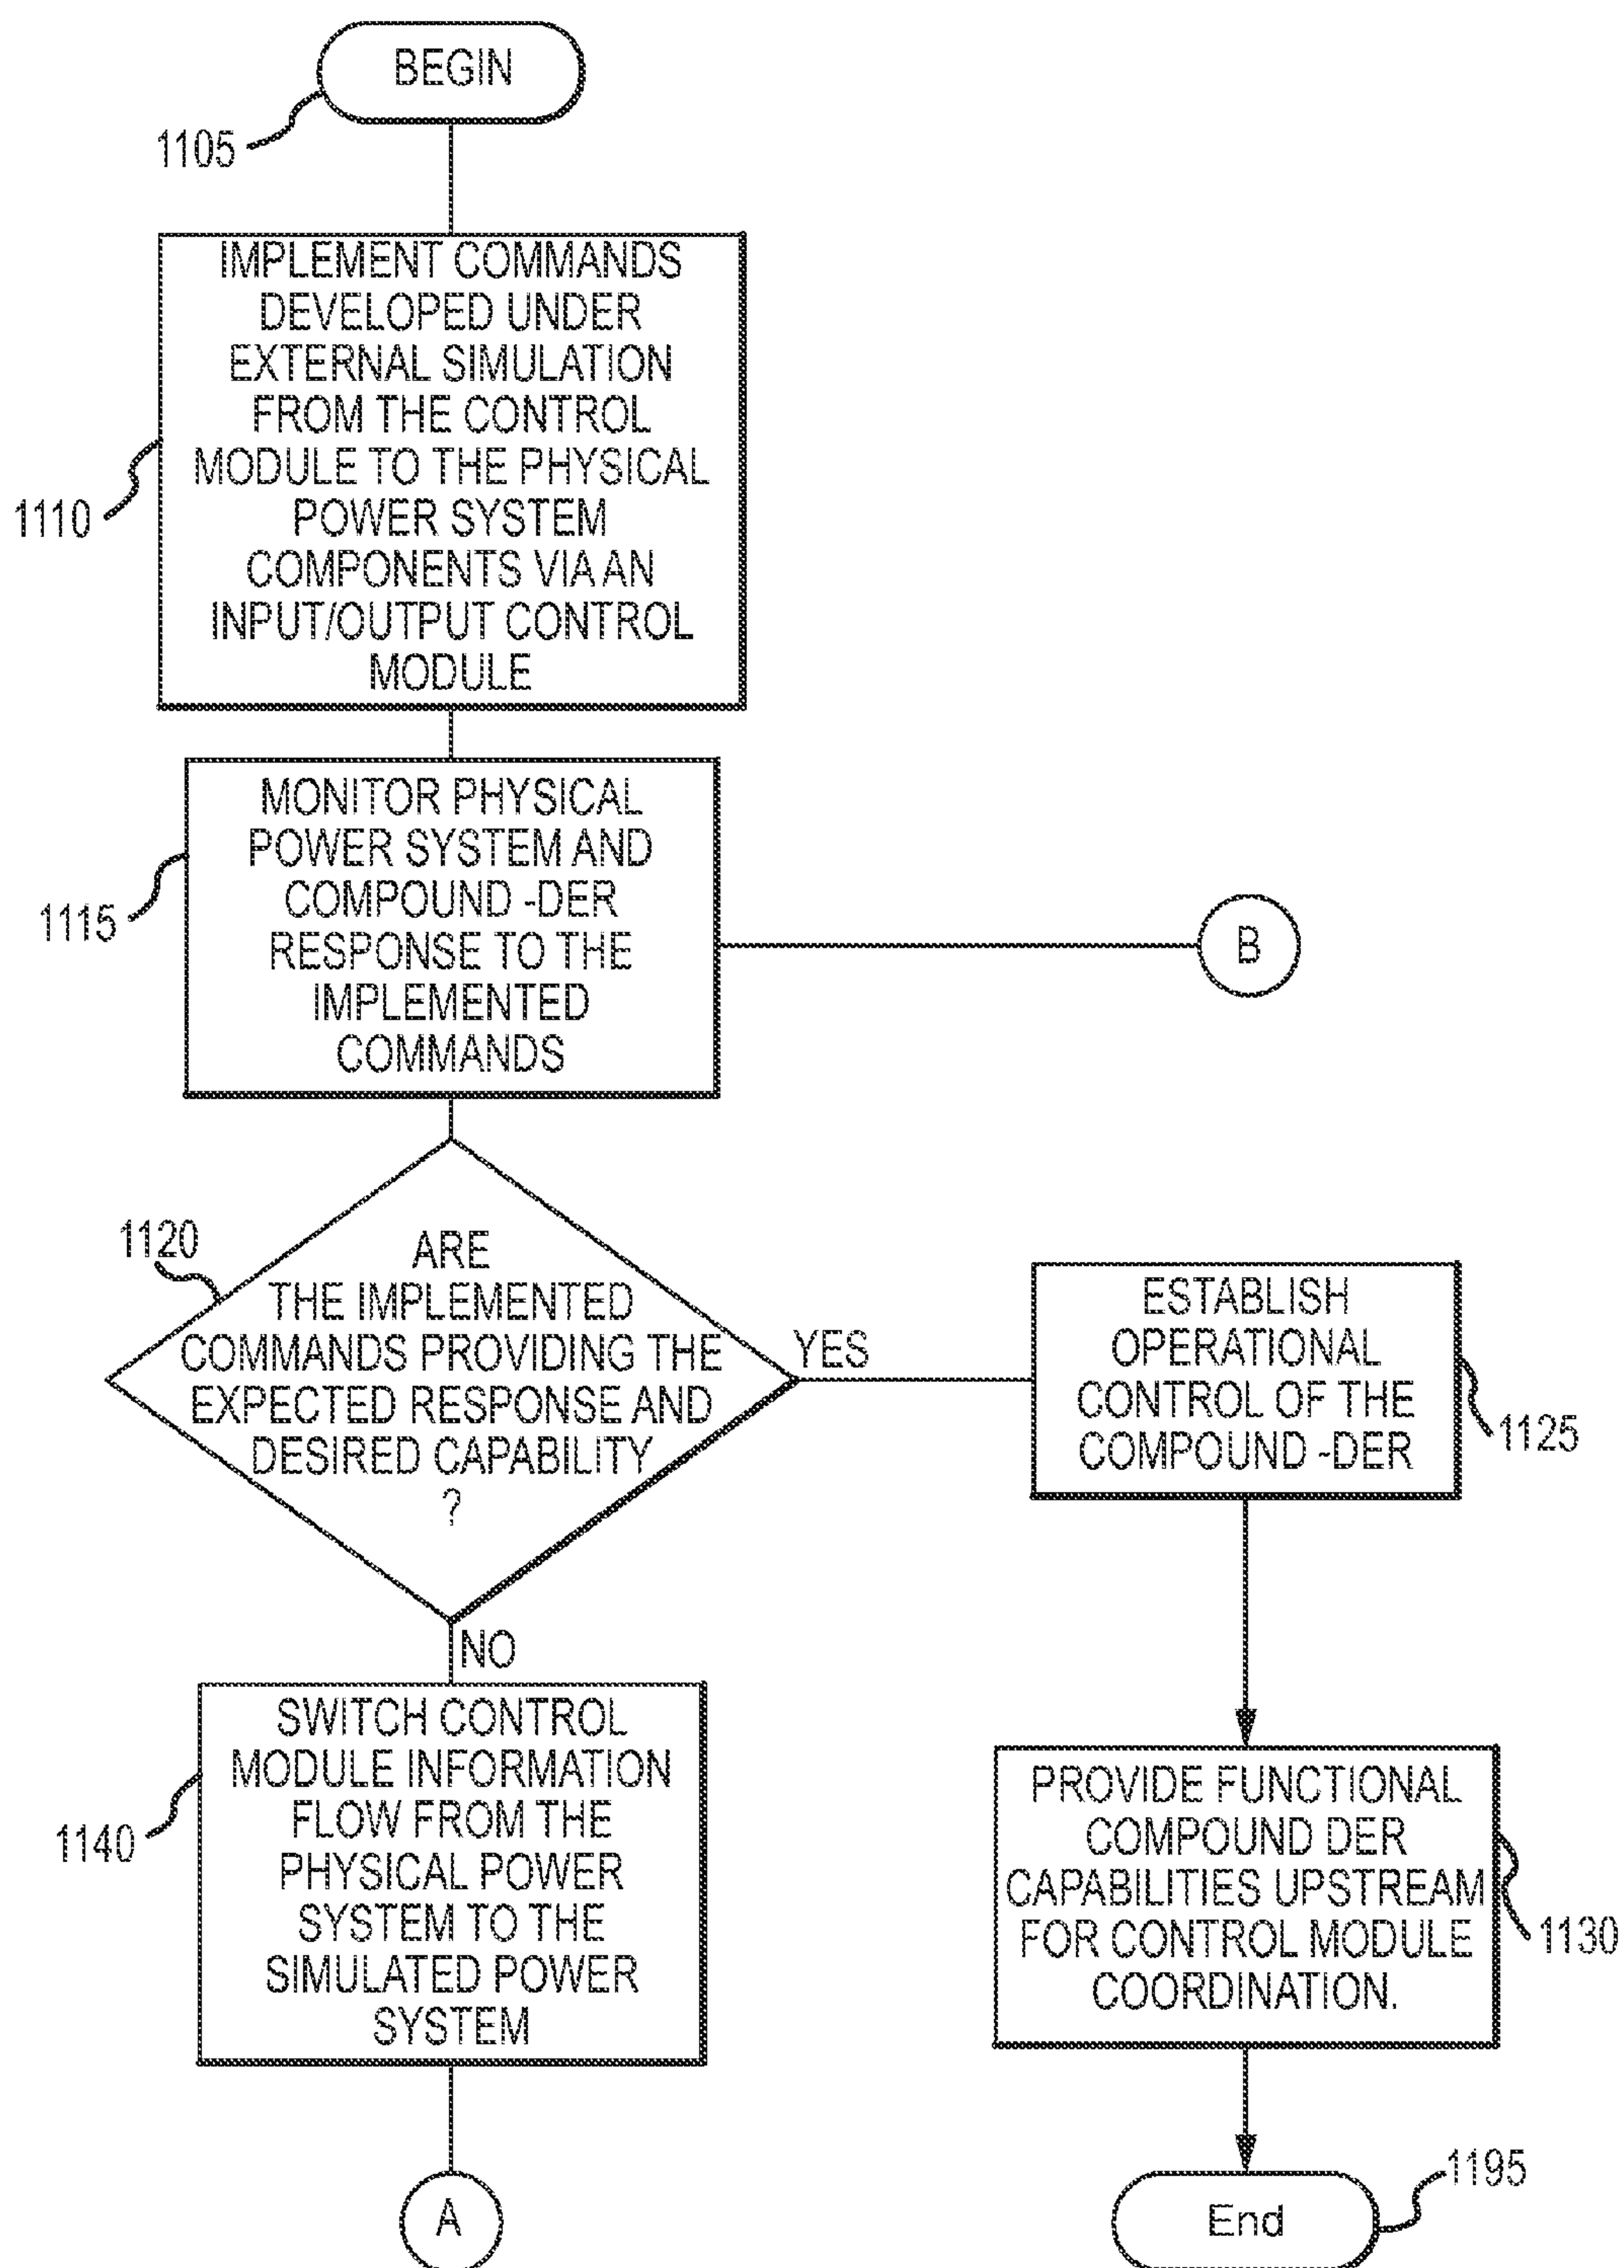 BEGIN
1105
IMPLEMENT COMMANDS
DEVELOPED UNDER
EXTERNAL SIMULATION
FROM THE CONTROL
MODULE TO THE PHYSICAL
POWER SYSTEM
COMPONENTS VIA AN
INPUT/OUTPUT CONTROL
MODULE
1110
MONITOR PHYSICAL
POWER SYSTEM AND
COMPOUND -DER
RESPONSE TO THE
IMPLEMENTED
COMMANDS
1115
B
1120
ARE
THE IMPLEMENTED
COMMANDS PROVIDING THE
EXPECTED RESPONSE AND
DESIRED CAPABILITY
?
YES
ESTABLISH
OPERATIONAL
CONTROL OF THE
COMPOUND -DER
1125
NO
SWITCH CONTROL
MODULE INFORMATION
FLOW FROM THE
PHYSICAL POWER
SYSTEM TO THE
SIMULATED POWER
SYSTEM
1140
PROVIDE FUNCTIONAL
COMPOUND DER
CAPABILITIES UPSTREAM
FOR CONTROL MODULE
COORDINATION.
1130
A
End
1195